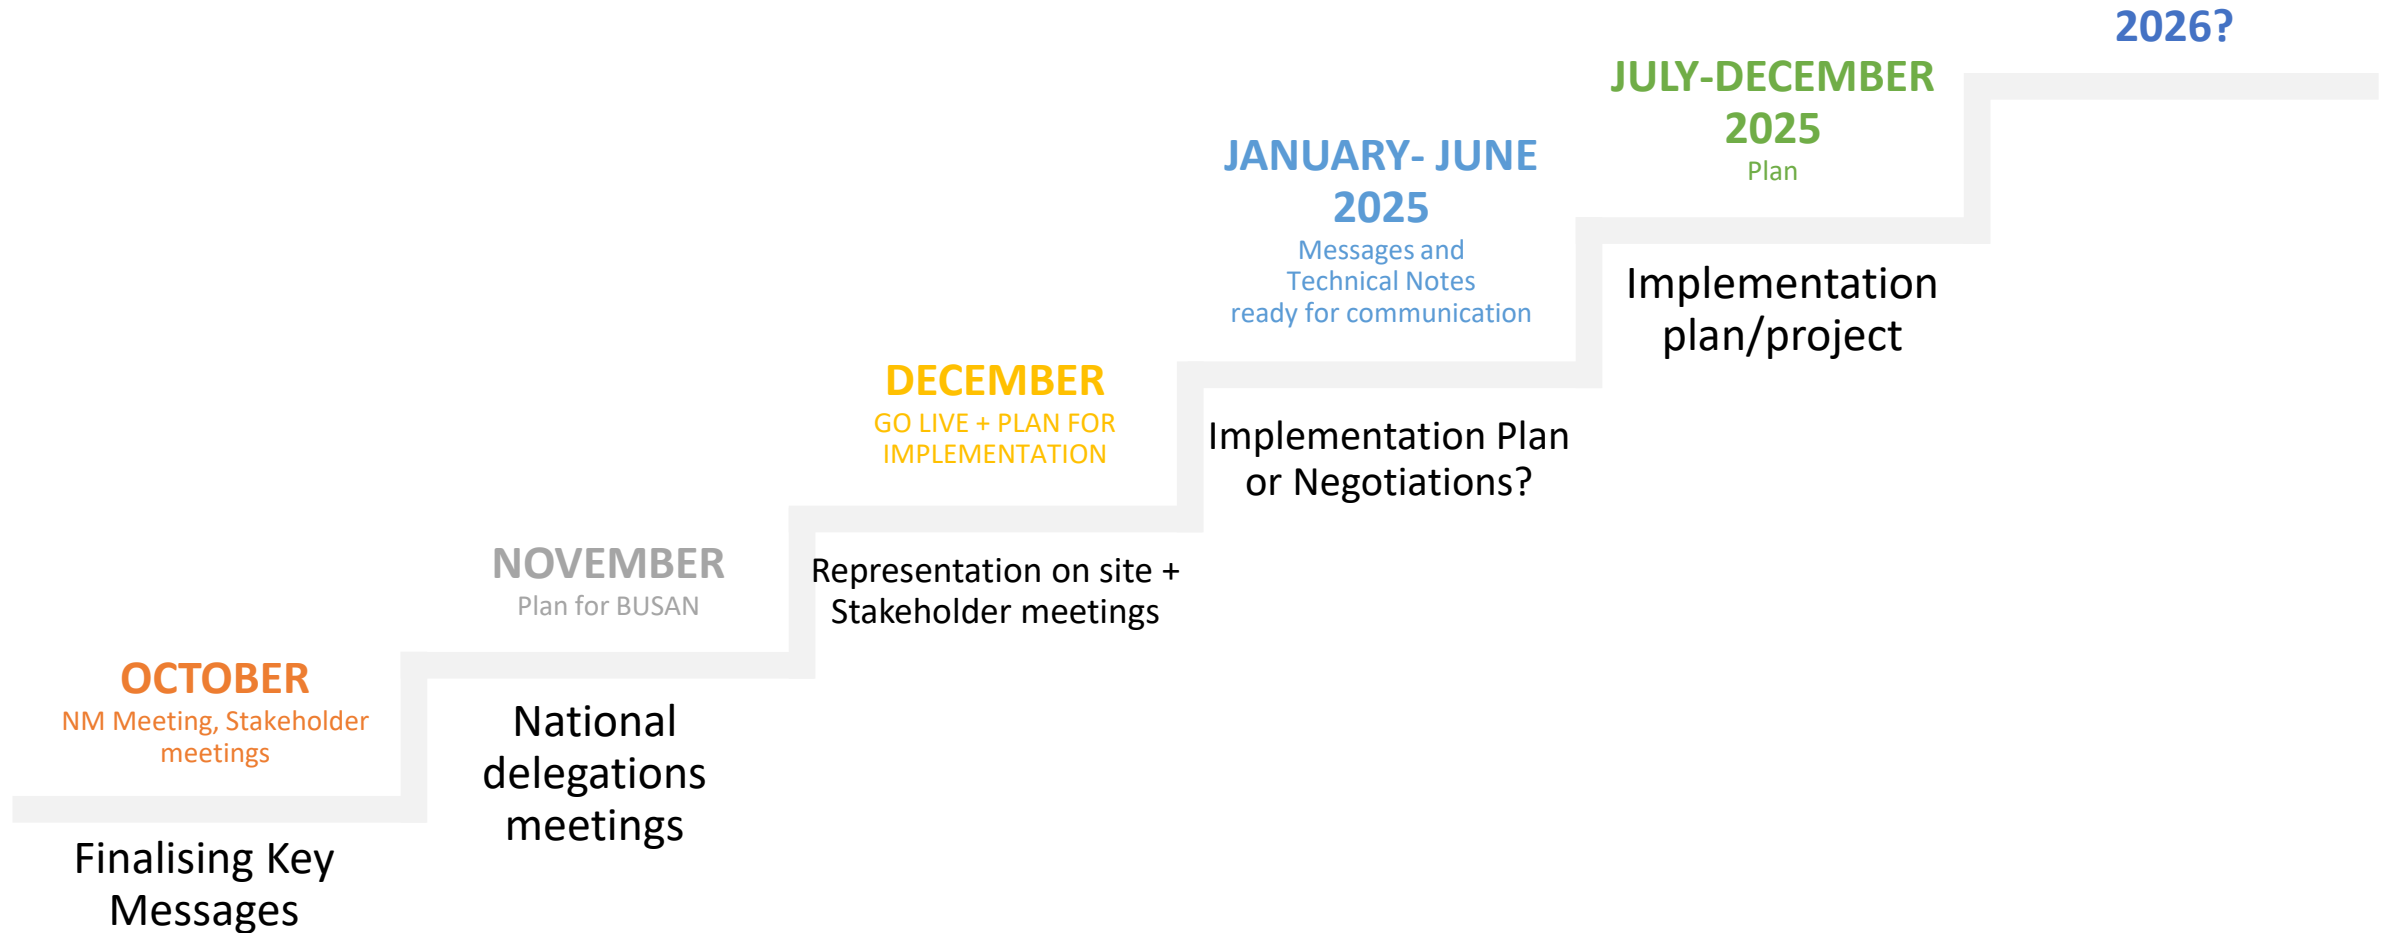 OCTOBER
NM Meeting, Stakeholder
meetings
Finalising Key
Messages
NOVEMBER
Plan for BUSAN
National
delegations
meetings
DECEMBER
GO LIVE + PLAN FOR
IMPLEMENTATION
Representation on site +
Stakeholder meetings
JANUARY- JUNE
2025
Messages and
Technical Notes
ready for communication
Implementation Plan
or Negotiations?
JULY-DECEMBER
2025
Plan
Implementation
plan/project
2026?